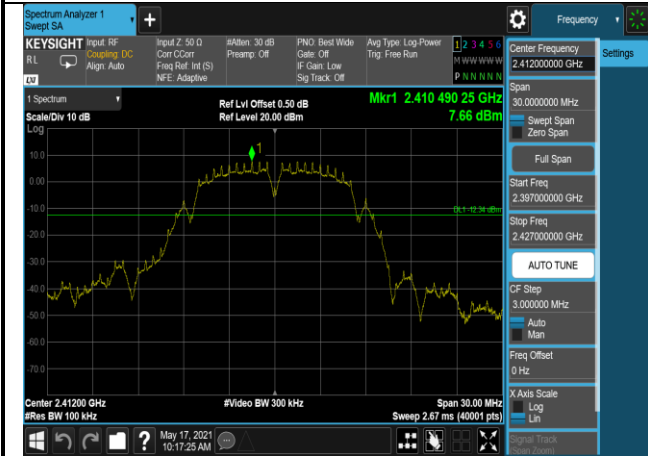 Spectrum Analyzer 1
Swept SA
+
Frequency
KEYSIGHT
RL
LXI
Input: RF
Coupling: DC
Align: Auto
Input Z: 50 Ω
Corr CCorr
Freq Ref: Int (S)
NFE: Adaptive
#Atten: 30 dB
Preamp: Off
PNO: Best Wide
Gate: Off
IF Gain: Low
Sig Track: Off
Avg Type: Log-Power
Trig: Free Run
1 2 3 4 5 6
M W W W W W
P N N N N N
Settings
Center Frequency
2.412000000 GHz
Span
30.0000000 MHz
Swept Span
Zero Span
Full Span
Start Freq
2.397000000 GHz
Stop Freq
2.427000000 GHz
AUTO TUNE
CF Step
3.000000 MHz
Auto
Man
Freq Offset
0 Hz
X Axis Scale
Log
Lin
Signal Track
(Span Zoom)
1 Spectrum
Scale/Div 10 dB
Ref Lvl Offset 0.50 dB
Ref Level 20.00 dBm
Mkr1 2.410 490 25 GHz
7.66 dBm
Log
1
10.0
0.00
-10.0
DL1 -12.34 dBm
-20.0
-30.0
-40.0
-50.0
-60.0
-70.0
Center 2.41200 GHz
#Video BW 300 kHz
Span 30.00 MHz
#Res BW 100 kHz
Sweep 2.67 ms (40001 pts)
?
May 17, 2021
10:17:25 AM